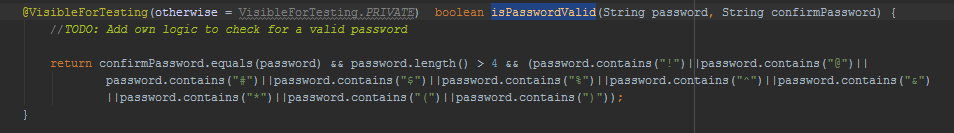 @VisibleForTesting(otherwise = VisibleForTesting.PRIVATE)  boolean isPasswordValid(String password, String confirmPassword) {
//TODO: Add own logic to check for a valid password
return confirmPassword.equals(password) && password.length() > 4 && (password.contains("!")||password.contains("@")||
password.contains("#")||password.contains("$")||password.contains("%")||password.contains("^")||password.contains("&")
||password.contains("*")||password.contains("(")||password.contains(")"));
}